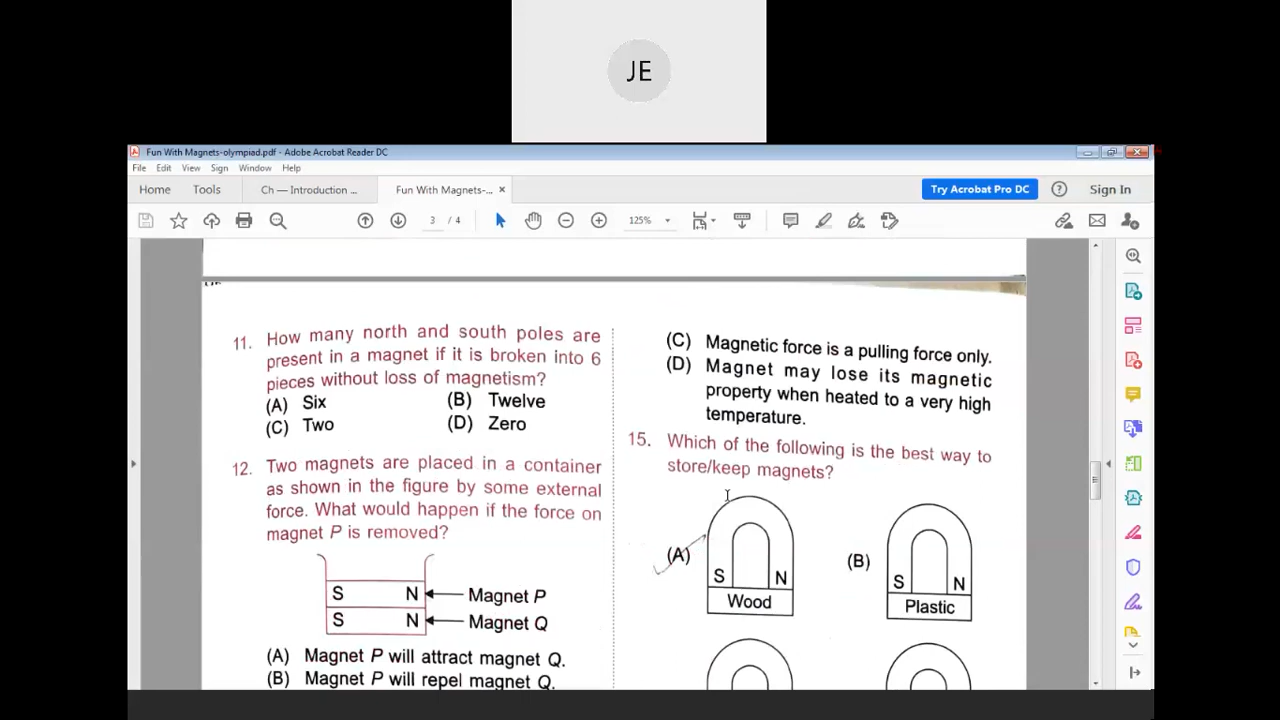 JE
Fun With Magnets-olympiad.pdf - Adobe Acrobat Reader DC
File Edit View Sign Window Help
Home Tools Ch — Introduction ... Fun With Magnets-... × Try Acrobat Pro DC ? Sign In
3 / 4 125%
11. How many north and south poles are
present in a magnet if it is broken into 6
pieces without loss of magnetism?
(A) Six (B) Twelve
(C) Two (D) Zero
12. Two magnets are placed in a container
as shown in the figure by some external
force. What would happen if the force on
magnet P is removed?
S N Magnet P
S N Magnet Q
(A) Magnet P will attract magnet Q.
(B) Magnet P will repel magnet Q.
(C) Magnetic force is a pulling force only.
(D) Magnet may lose its magnetic
property when heated to a very high
temperature.
15. Which of the following is the best way to
store/keep magnets?
(A) S N Wood
(B) S N Plastic